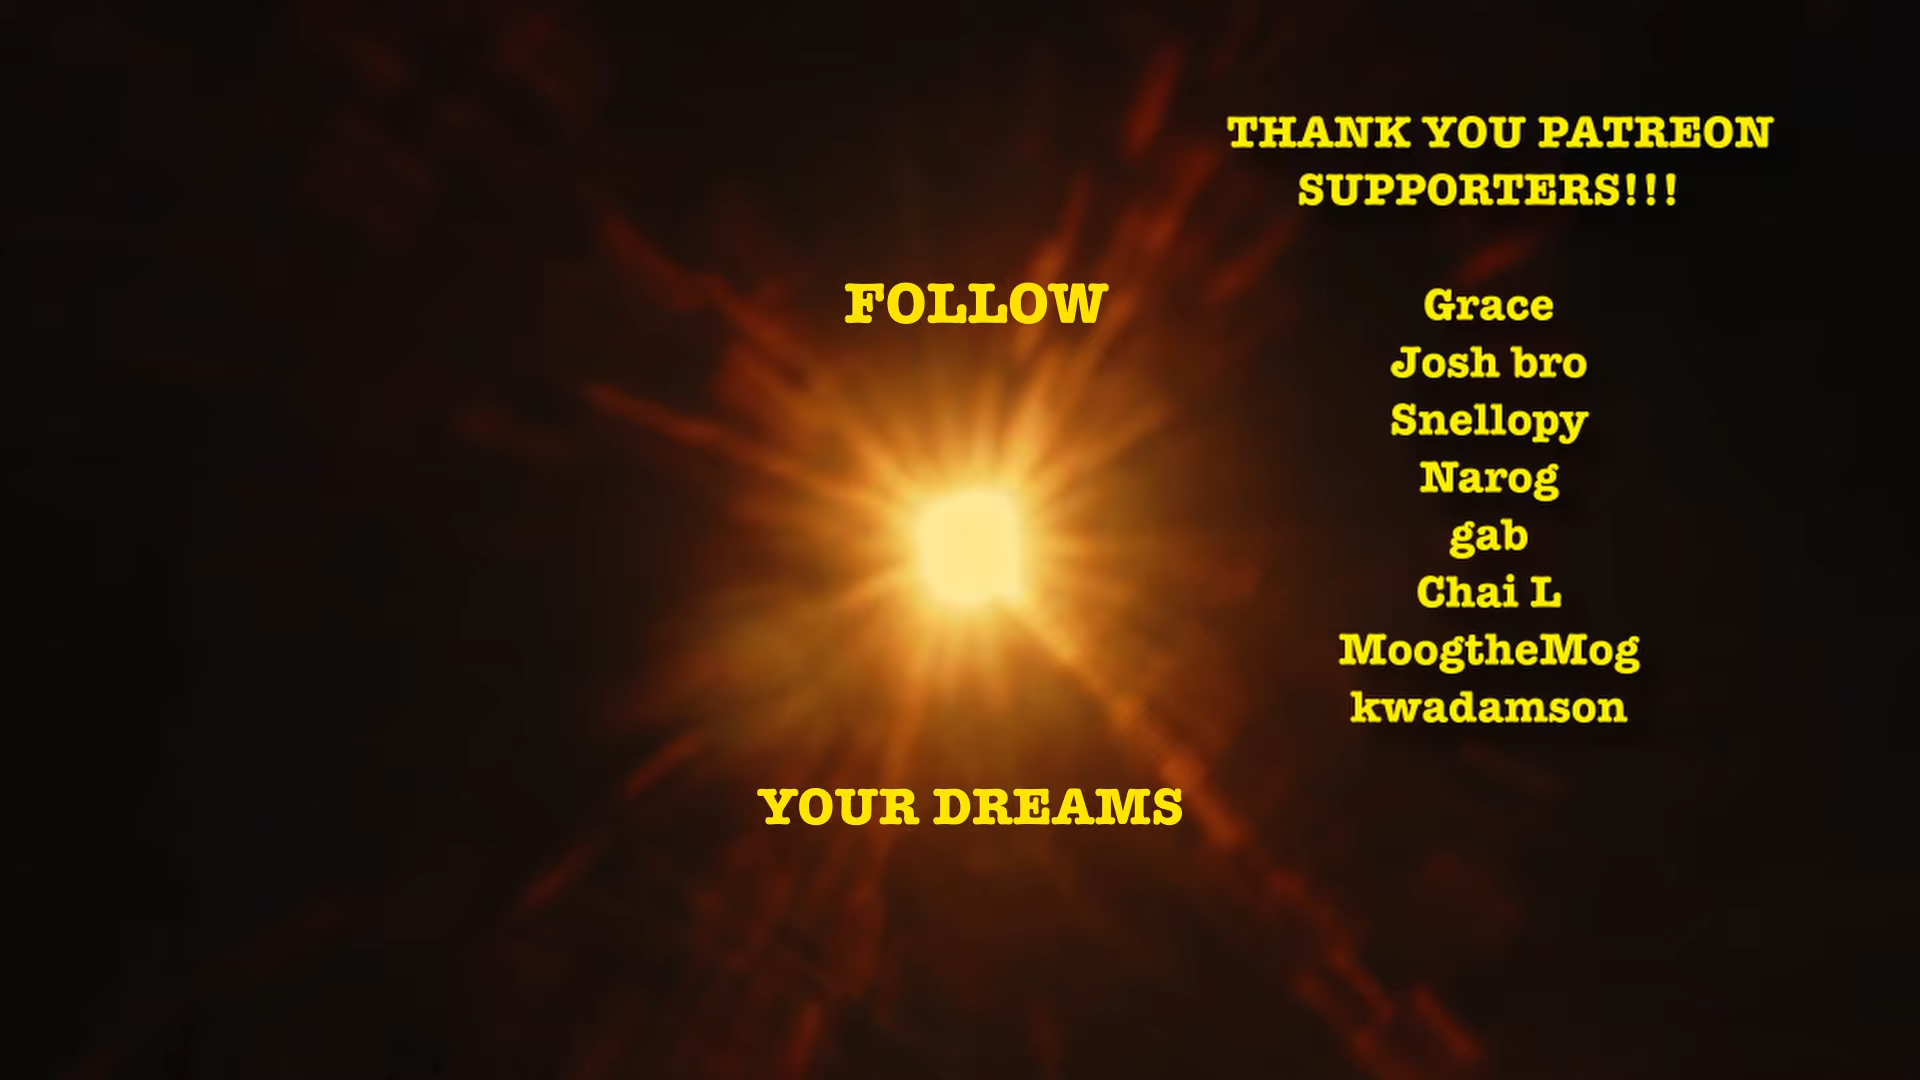 FOLLOW
YOUR DREAMS
THANK YOU PATREON
SUPPORTERS!!!
Grace
Josh bro
Snellopy
Narog
gab
Chai L
MoogtheMog
kwadamson